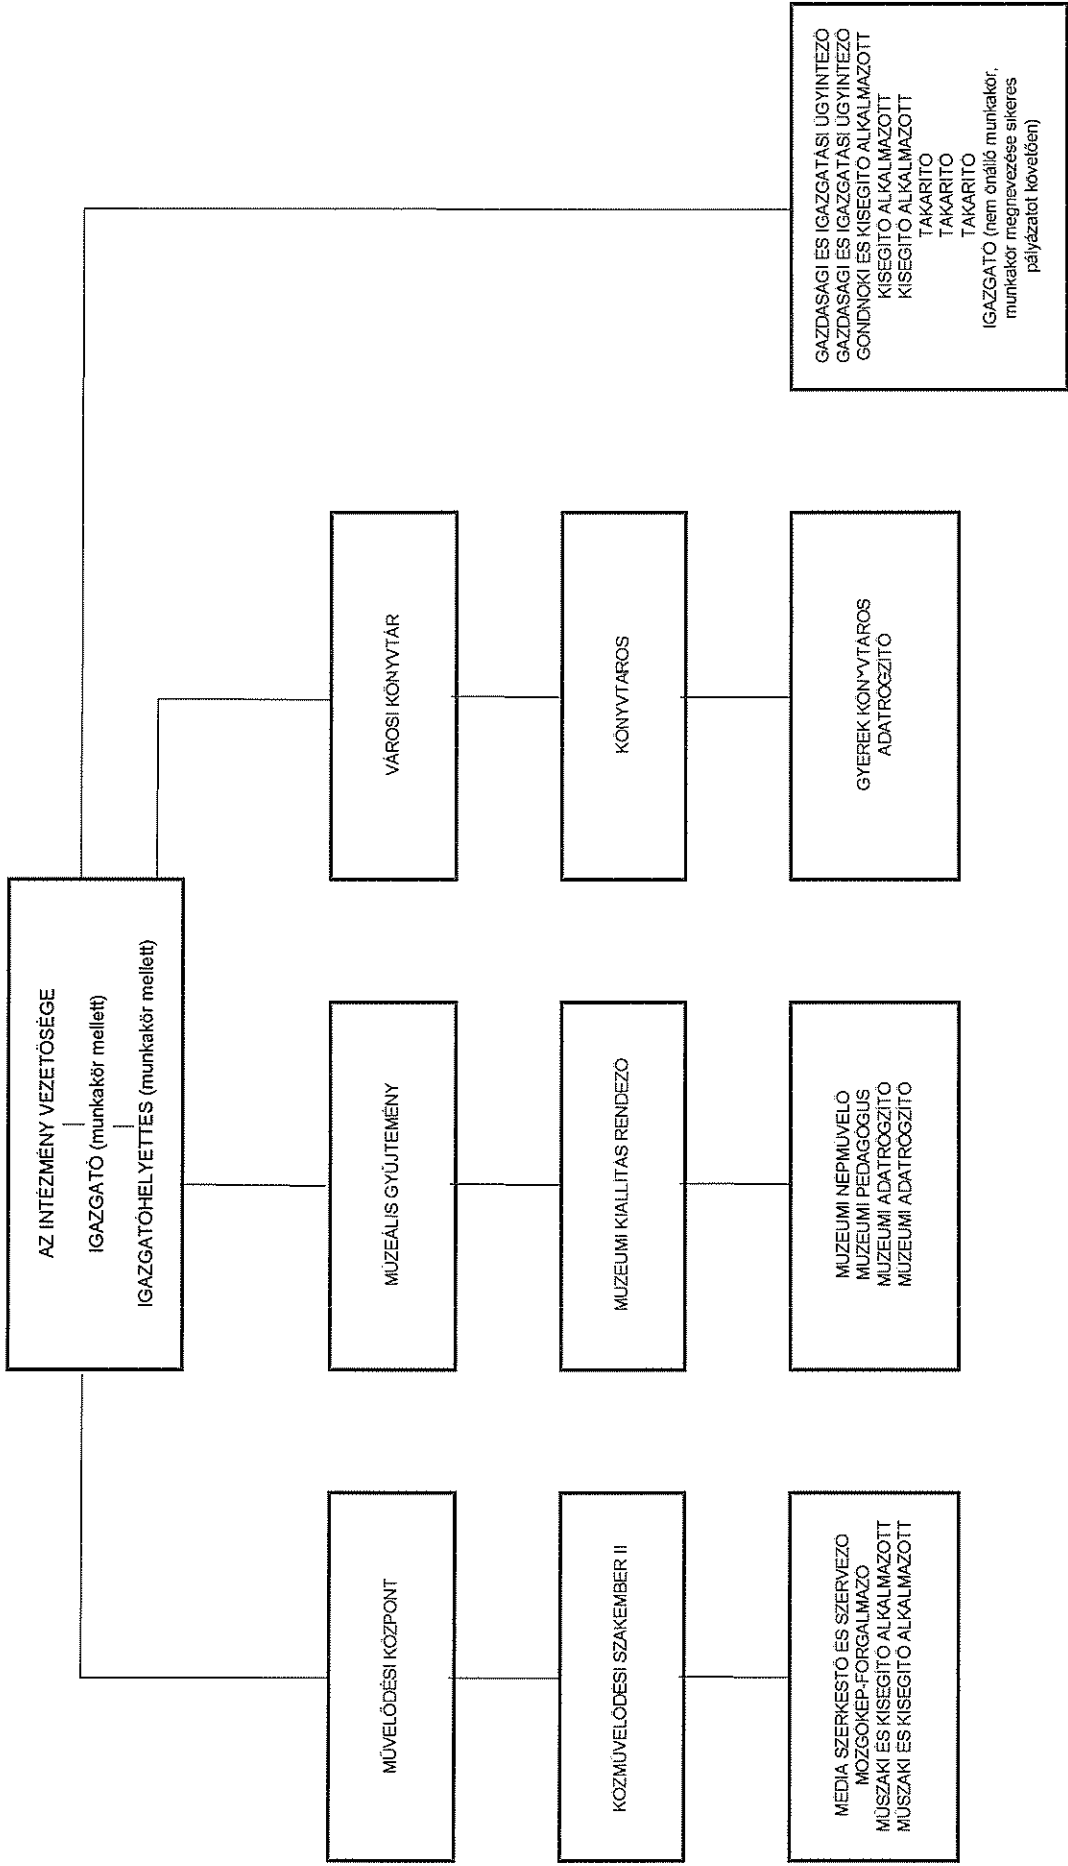 AZ INTÉZMÉNY VEZETŐSÉGE
IGAZGATÓ (munkakör mellett)
IGAZGATÓHELYETTES (munkakör mellett)
MŰVELŐDÉSI KÖZPONT
KÖZMŰVELŐDÉSI SZAKEMBER II
MÉDIA SZERKESTŐ ÉS SZERVEZŐ
MOZGÓKÉP-FORGALMAZÓ
MŰSZAKI ÉS KISEGÍTŐ ALKALMAZOTT
MŰSZAKI ÉS KISEGÍTŐ ALKALMAZOTT
MÚZEÁLIS GYŰJTEMÉNY
MÚZEUMI KIÁLLÍTÁS RENDEZŐ
MÚZEUMI NÉPMŰVELŐ
MÚZEUMI PEDAGÓGUS
MÚZEUMI ADATRÖGZÍTŐ
MÚZEUMI ADATRÖGZÍTŐ
VÁROSI KÖNYVTÁR
KÖNYVTÁROS
GYEREK KÖNYVTÁROS
ADATRÖGZÍTŐ
GAZDASÁGI ÉS IGAZGATÁSI ÜGYINTÉZŐ
GAZDASÁGI ÉS IGAZGATÁSI ÜGYINTÉZŐ
GONDNOKI ÉS KISEGÍTŐ ALKALMAZOTT
KISEGÍTŐ ALKALMAZOTT
KISEGÍTŐ ALKALMAZOTT
TAKARÍTÓ
TAKARÍTÓ
TAKARÍTÓ
IGAZGATÓ (nem önálló munkakör,
munkakör megnevezése sikeres
pályázatot követően)